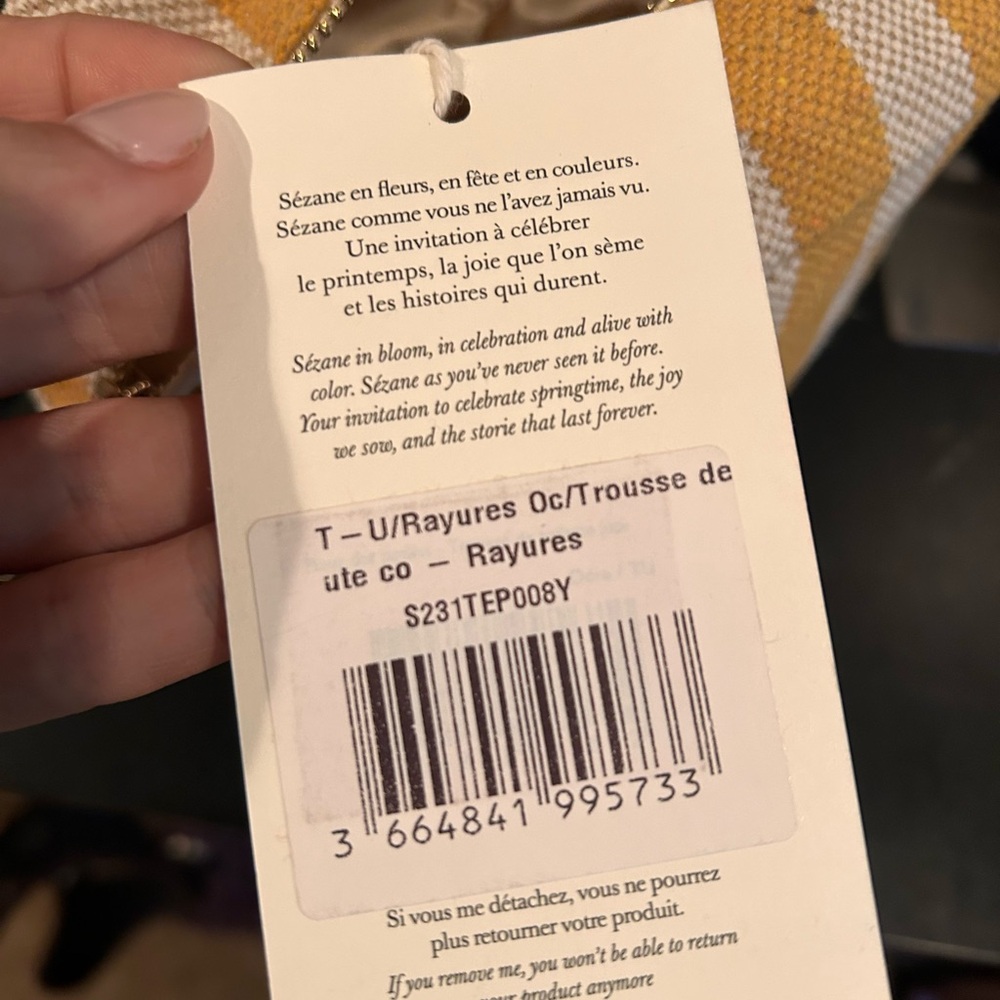 Sézane en fleurs, en fête et en couleurs.
Sézane comme vous ne l'avez jamais vu.
Une invitation à célébrer
le printemps, la joie que l'on sème
et les histoires qui durent.
Sézane in bloom, in celebration and alive with
color. Sézane as you've never seen it before.
Your invitation to celebrate springtime, the joy
we sow, and the storie that last forever.
T – U/Rayures Oc/Trousse de
ute co – Rayures
S231TEP008Y
3 664841 995733
Si vous me détachez, vous ne pourrez
plus retourner votre produit.
If you remove me, you won't be able to return
product anymore